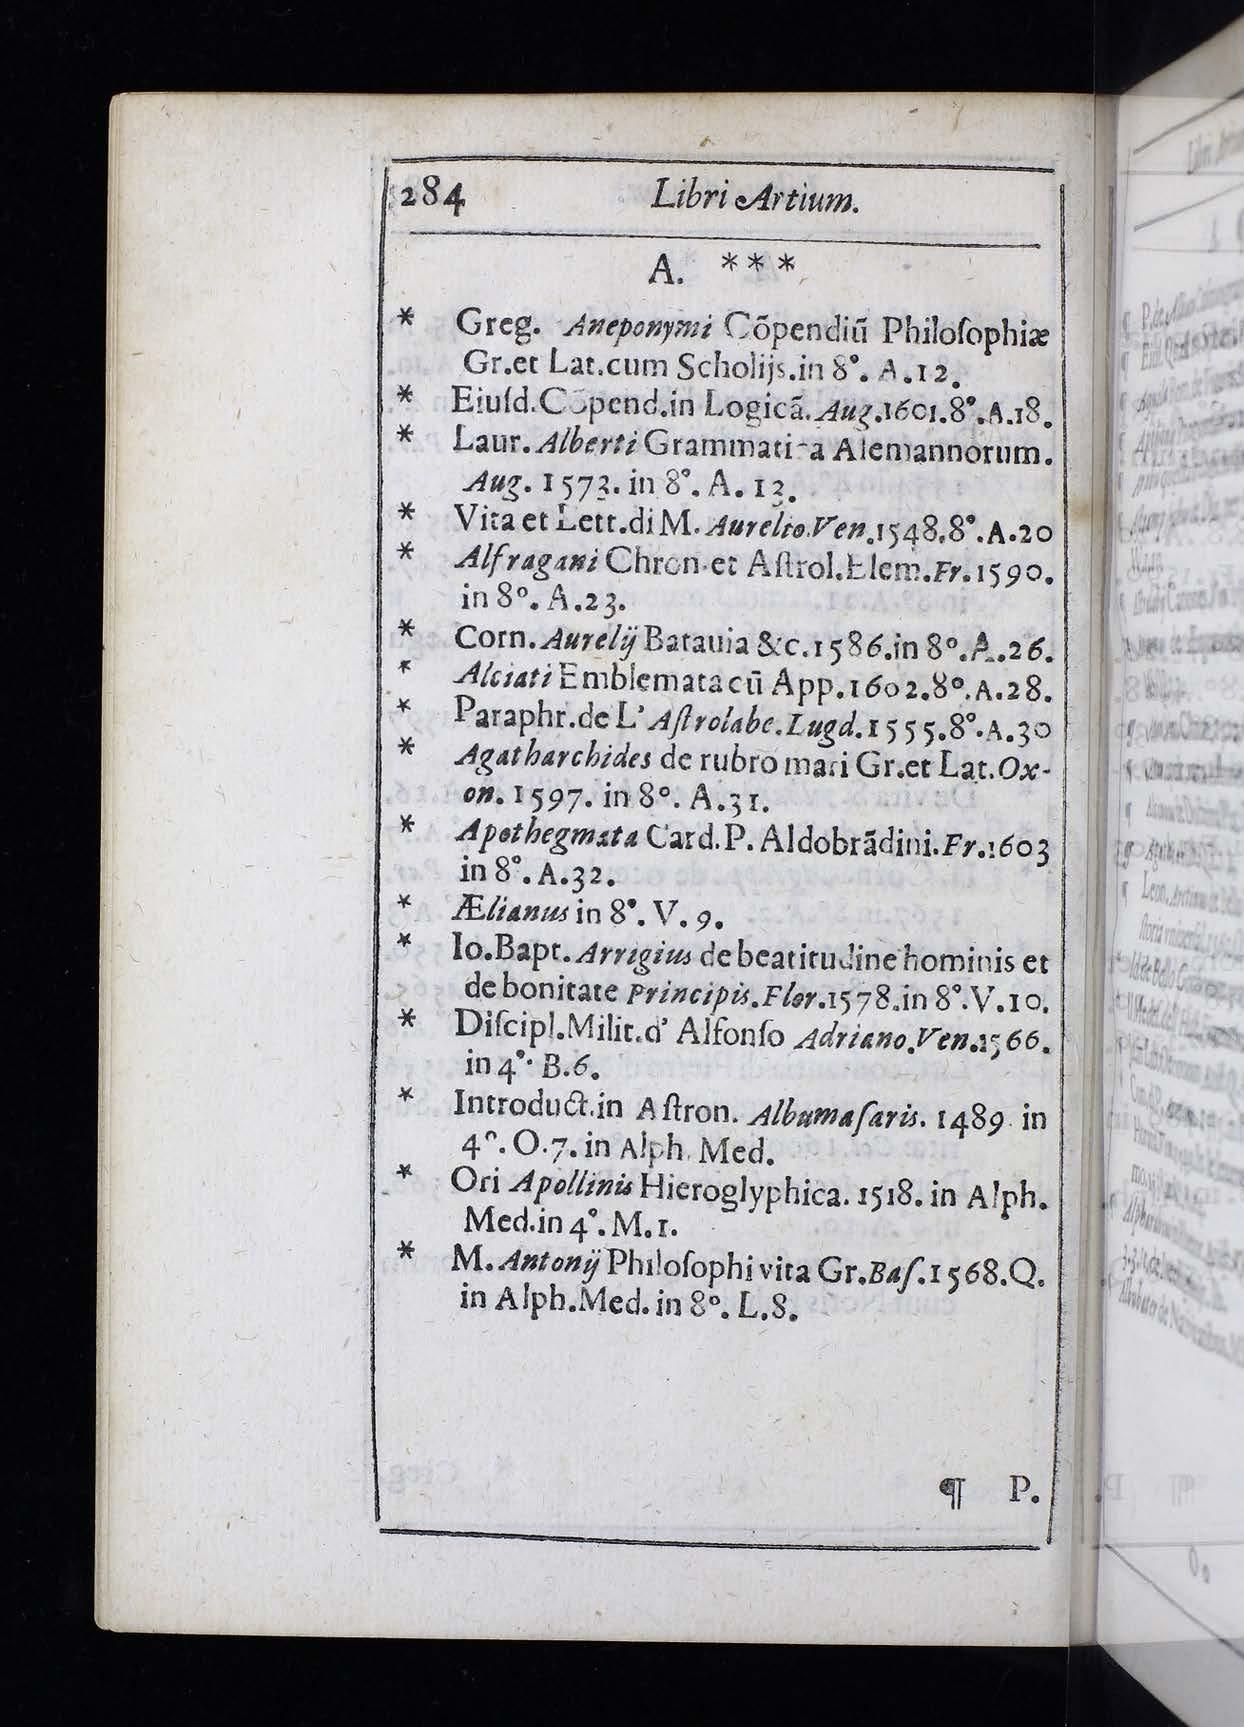 284 Libri Artium.
A. ***
* Greg. Aneponymi Cõpendiũ Philoſophiæ
Gr.et Lat.cum Scholijs.in 8°. A.12.
* Eiuſd.Cõpend.in Logicã. Aug.1601.8°.A.18.
* Laur. Alberti Grammatica Alemannorum.
Aug. 1573. in 8°. A. 13.
* Vita et Lett.di M. Aurelio.Ven.1548.8°.A.20
* Alfragani Chron.et Aſtrol.Elem.Fr.1590.
in 8°. A.23.
* Corn. Aurelij Batauia &c.1586.in 8°.A.26.
* Alciati Emblemata cũ App.1602.8°.A.28.
* Paraphr.de L' Aſtrolabe.Lugd.1555.8°.A.30
* Agatharchides de rubro mari Gr.et Lat.Ox-
on. 1597. in 8°. A.31.
* Apothegmata Card.P. Aldobrãdini.Fr.1603
in 8°. A.32.
* Ælianus in 8°. V. 9.
* Io.Bapt. Arrigius de beatitudine hominis et
de bonitate Principis.Flor.1578.in 8°.V.10.
* Diſcipl.Milit.d' Alfonſo Adriano.Ven.1566.
in 4°. B.6.
* Introduct.in Aſtron. Albumaſaris. 1489. in
4°. O.7. in Alph. Med.
* Ori Apollinis Hieroglyphica. 1518. in Alph.
Med.in 4°. M.1.
* M. Antonij Philoſophi vita Gr.Baſ.1568.Q.
in Alph.Med. in 8°. L.8.
¶ P.